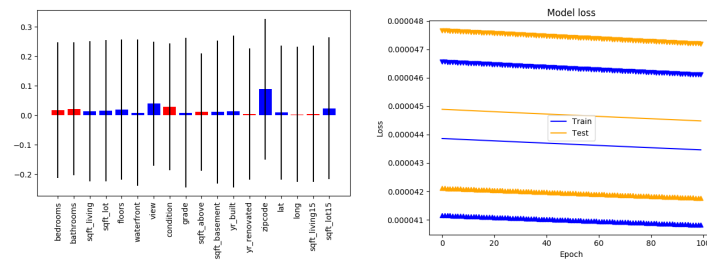 0.3
0.2
0.1
0.0
−0.1
−0.2
bedrooms
bathrooms
sqft_living
sqft_lot
floors
waterfront
view
condition
grade
sqft_above
sqft_basement
yr_built
yr_renovated
zipcode
lat
long
sqft_living15
sqft_lot15
Model loss
0.000048
0.000047
0.000046
0.000045
0.000044
0.000043
0.000042
0.000041
Loss
Train
Test
0 20 40 60 80 100
Epoch